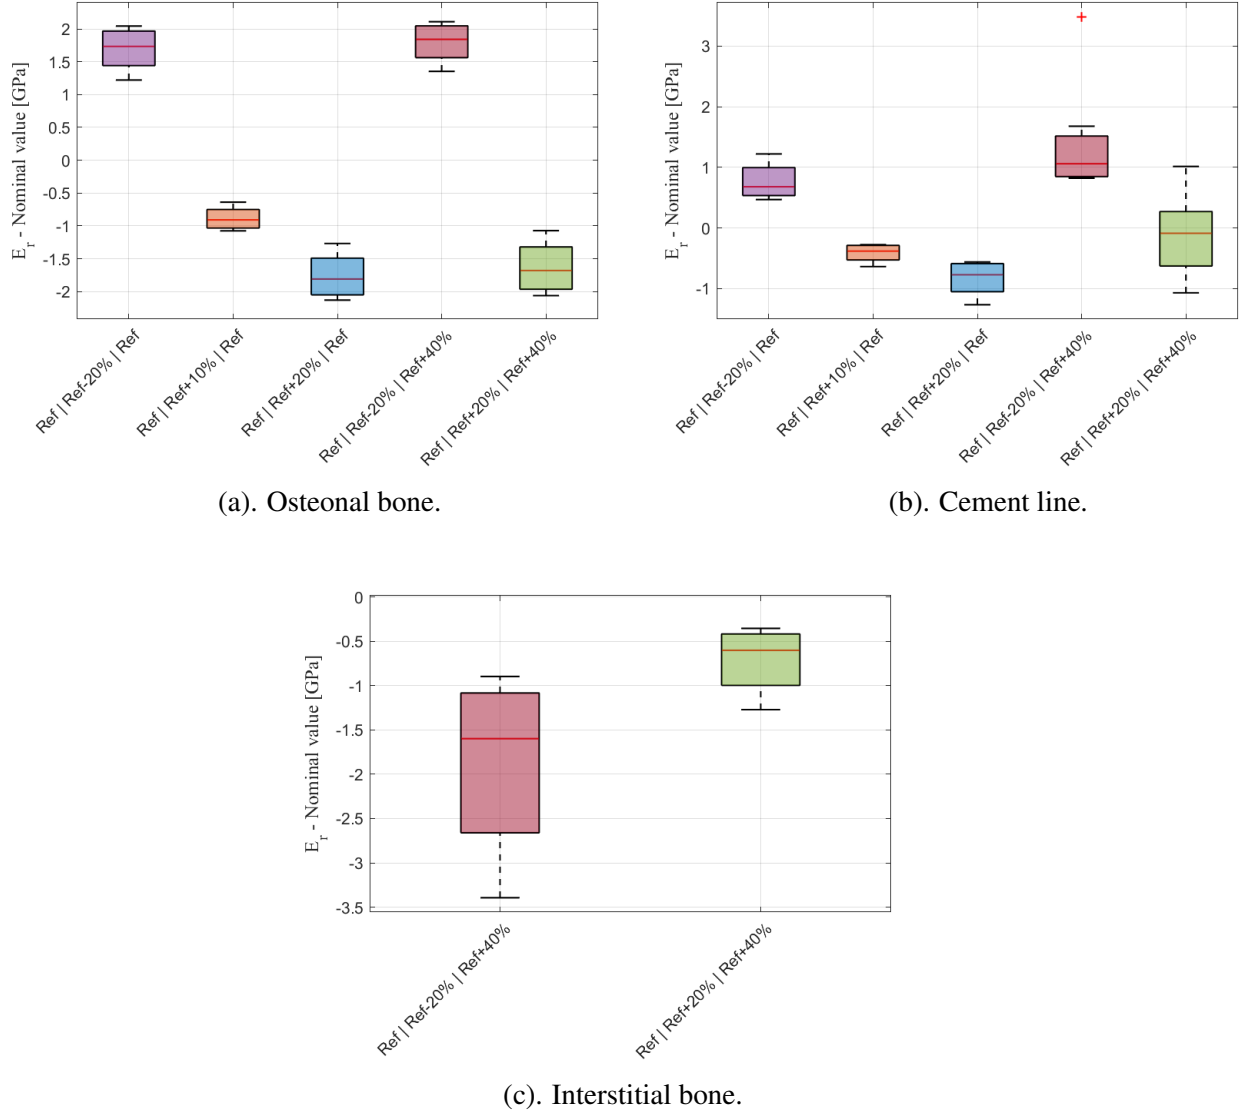 E_r - Nominal value [GPa]
2
1.5
1
0.5
0
-0.5
-1
-1.5
-2
Ref | Ref-20% | Ref
Ref | Ref+10% | Ref
Ref | Ref+20% | Ref
Ref | Ref-20% | Ref+40%
Ref | Ref+20% | Ref+40%
(a). Osteonal bone.
E_r - Nominal value [GPa]
3
2
1
0
-1
Ref | Ref-20% | Ref
Ref | Ref+10% | Ref
Ref | Ref+20% | Ref
Ref | Ref-20% | Ref+40%
Ref | Ref+20% | Ref+40%
(b). Cement line.
E_r - Nominal value [GPa]
0
-0.5
-1
-1.5
-2
-2.5
-3
-3.5
Ref | Ref-20% | Ref+40%
Ref | Ref+20% | Ref+40%
(c). Interstitial bone.